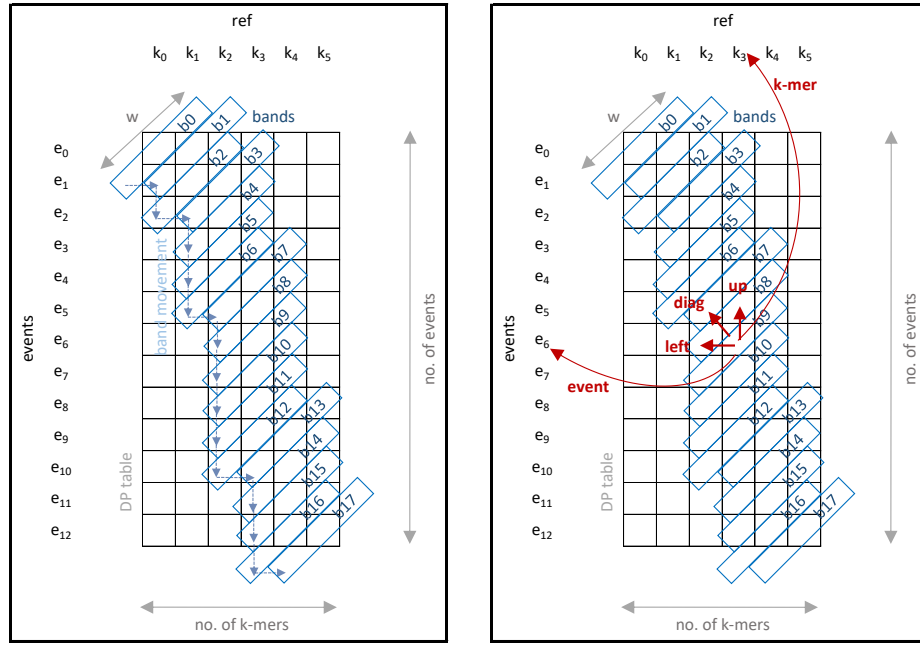 ref
k₀ k₁ k₂ k₃ k₄ k₅
w
bands
b0 b1
b2 b3
b4
b5
b6 b7
b8
b9
b10
b11
b12 b13
b14
b15
b16 b17
e₀
e₁
e₂
e₃
e₄
e₅
e₆
e₇
e₈
e₉
e₁₀
e₁₁
e₁₂
events
band movement
DP table
no. of events
no. of k-mers
ref
k₀ k₁ k₂ k₃ k₄ k₅
k-mer
w
bands
b0 b1
b2 b3
b4
b5
b6 b7
b8
b9
b10
b11
b12 b13
b14
b15
b16 b17
e₀
e₁
e₂
e₃
e₄
e₅
e₆
e₇
e₈
e₉
e₁₀
e₁₁
e₁₂
events
up
diag
left
event
DP table
no. of events
no. of k-mers